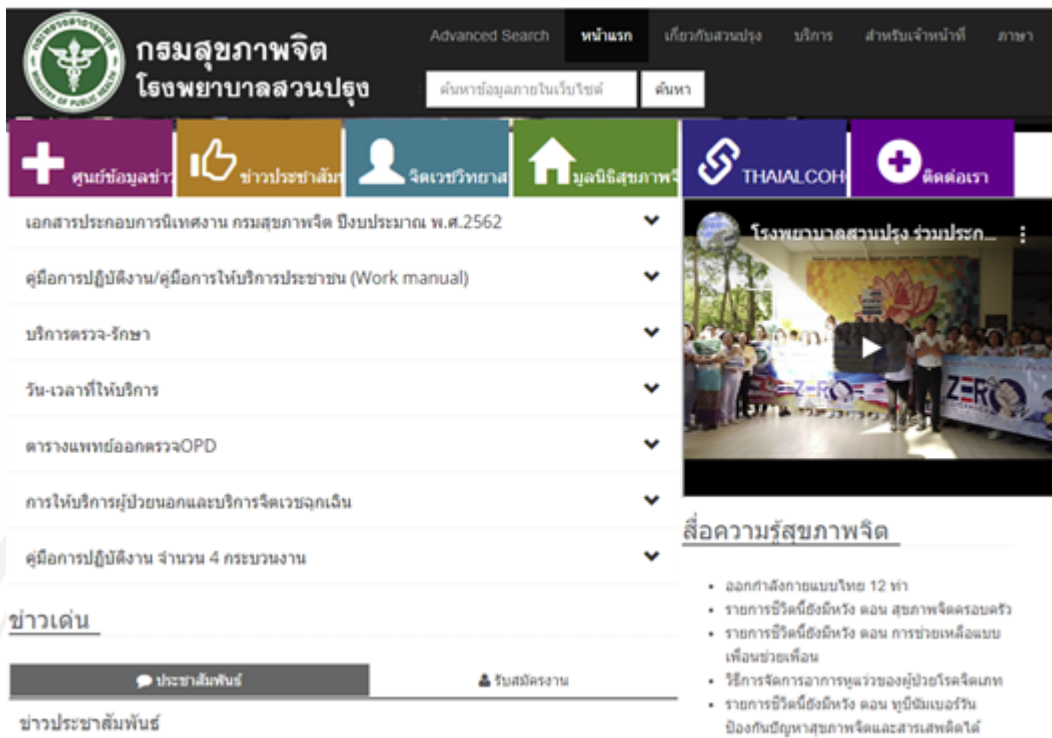 กรมสุขภาพจิต
โรงพยาบาลสวนปรุง
Advanced Search หน้าแรก เกี่ยวกับสวนปรุง บริการ สำหรับเจ้าหน้าที่ ภาษา
ค้นหาข้อมูลภายในเว็บไซต์ ค้นหา
ศูนย์ข้อมูลข่าว ข่าวประชาสัม จิตเวชวิทยาส มูลนิธิสุขภาพจิ THAIALCOH ติดต่อเรา
เอกสารประกอบการนิเทศงาน กรมสุขภาพจิต ปีงบประมาณ พ.ศ.2562
คู่มือการปฏิบัติงาน/คู่มือการให้บริการประชาชน (Work manual)
บริการตรวจ-รักษา
วัน-เวลาที่ให้บริการ
ตารางแพทย์ออกตรวจOPD
การให้บริการผู้ป่วยนอกและบริการจิตเวชฉุกเฉิน
คู่มือการปฏิบัติงาน จำนวน 4 กระบวนงาน
ข่าวเด่น
ประชาสัมพันธ์ รับสมัครงาน
ข่าวประชาสัมพันธ์
โรงพยาบาลสวนปรุง ร่วมประก...
ZERO
สื่อความรู้สุขภาพจิต
ออกกำลังกายแบบไทย 12 ท่า
รายการชีวิตนี้ยังมีหวัง ตอน สุขภาพจิตครอบครัว
รายการชีวิตนี้ยังมีหวัง ตอน การช่วยเหลือแบบ
เพื่อนช่วยเพื่อน
วิธีการจัดการอาการหูแว่วของผู้ป่วยโรคจิตเภท
รายการชีวิตนี้ยังมีหวัง ตอน ทูบีนัมเบอร์วัน
ป้องกันปัญหาสุขภาพจิตและสารเสพติดได้